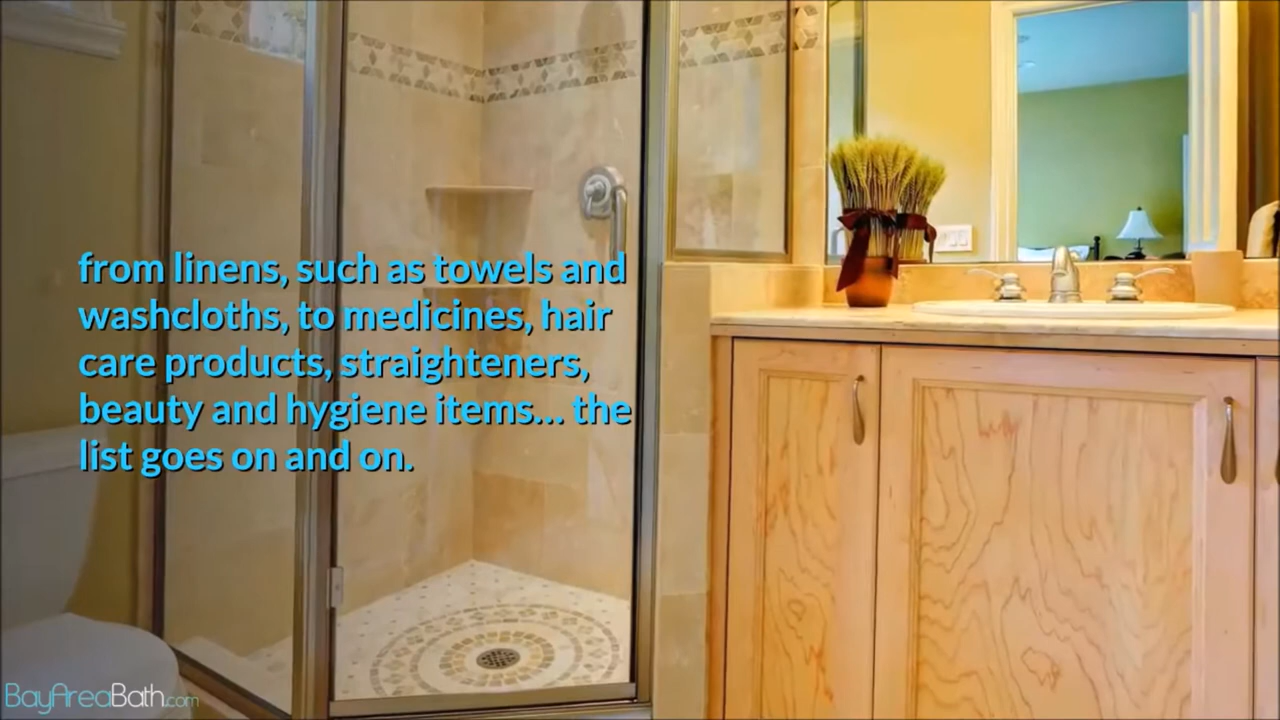 from linens, such as towels and
washcloths, to medicines, hair
care products, straighteners,
beauty and hygiene items... the
list goes on and on.
BayAreaBath.com